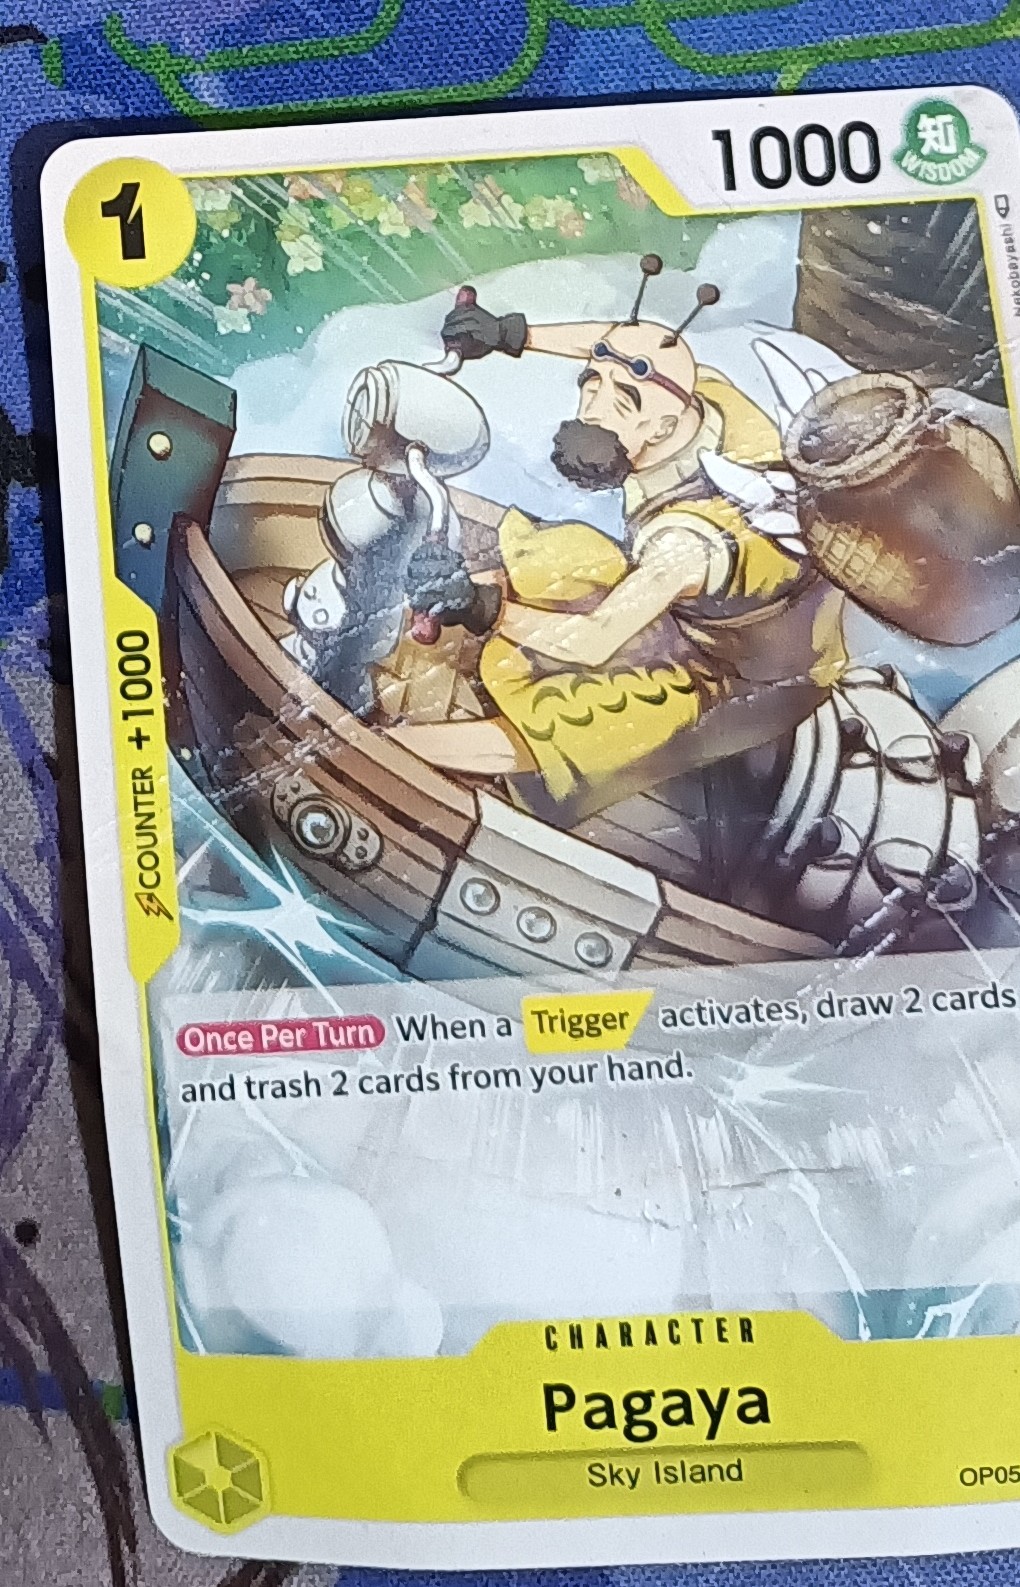 1
1000
知
WISDOM
Nekobayashi
COUNTER +1000
Once Per Turn When a Trigger activates, draw 2 cards
and trash 2 cards from your hand.
CHARACTER
Pagaya
Sky Island
OP05